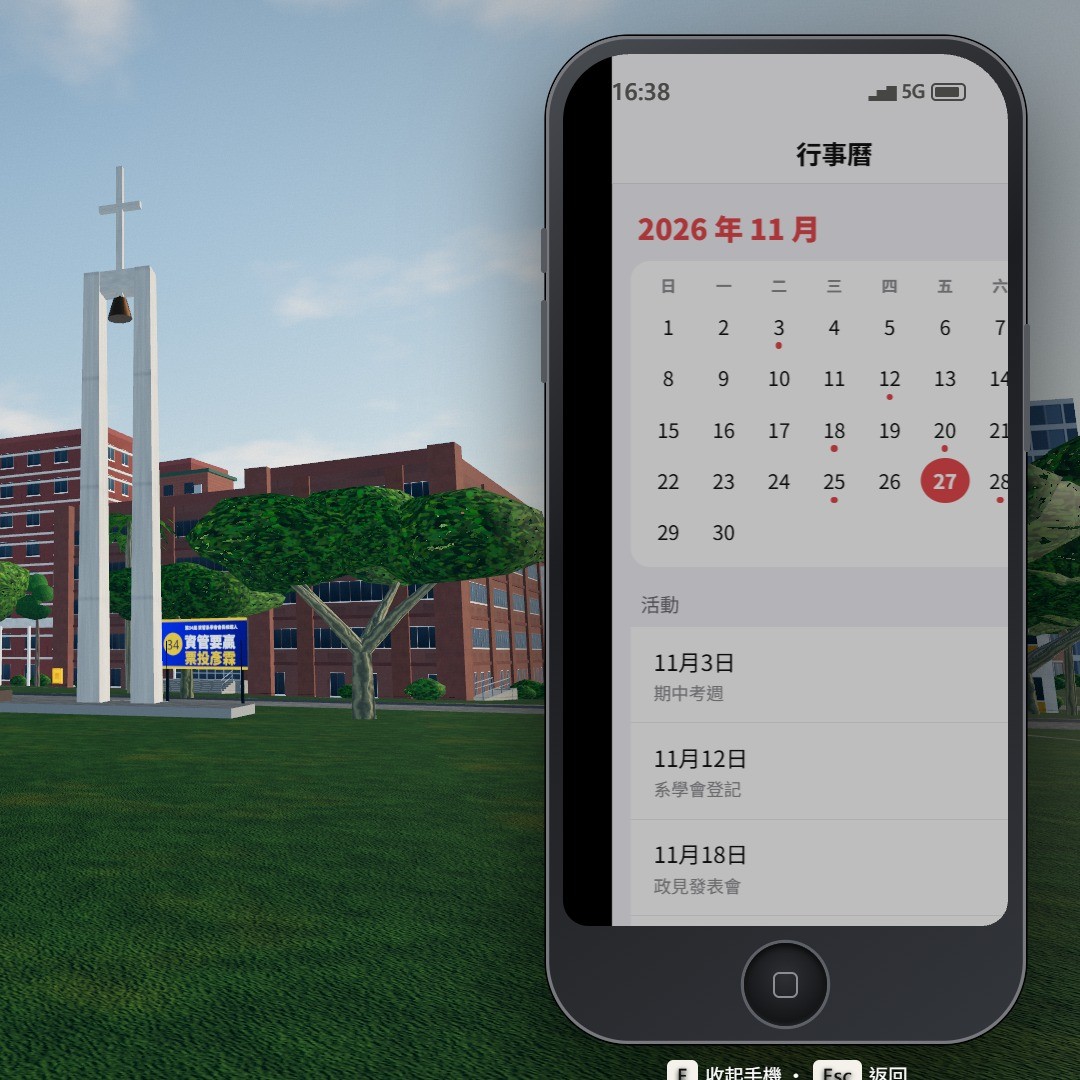 16:38
5G
行事曆
2026 年 11 月
日 一 二 三 四 五 六
1 2 3 4 5 6 7
8 9 10 11 12 13 14
15 16 17 18 19 20 21
22 23 24 25 26 27 28
29 30
活動
11月3日
期中考週
11月12日
系學會登記
11月18日
政見發表會
34
資管要贏
票投彥霖
F 收起手機 · Esc 返回